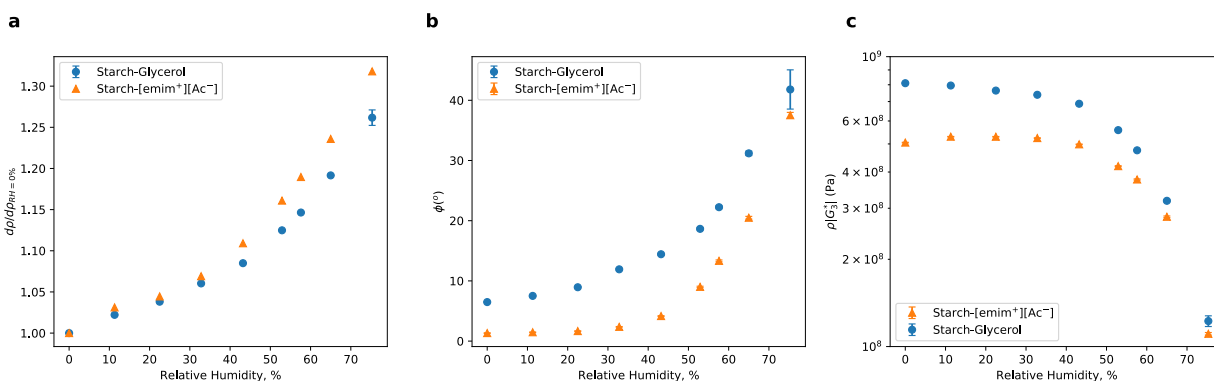 a
dρ/dρ_{RH=0%}
1.30
1.25
1.20
1.15
1.10
1.05
1.00
Starch-Glycerol
Starch-[emim⁺][Ac⁻]
0 10 20 30 40 50 60 70
Relative Humidity, %
b
ϕ(°)
40
30
20
10
0
Starch-Glycerol
Starch-[emim⁺][Ac⁻]
0 10 20 30 40 50 60 70
Relative Humidity, %
c
ρ|G₃*| (Pa)
10⁹
8 × 10⁸
6 × 10⁸
4 × 10⁸
3 × 10⁸
2 × 10⁸
10⁸
Starch-[emim⁺][Ac⁻]
Starch-Glycerol
0 10 20 30 40 50 60 70
Relative Humidity, %